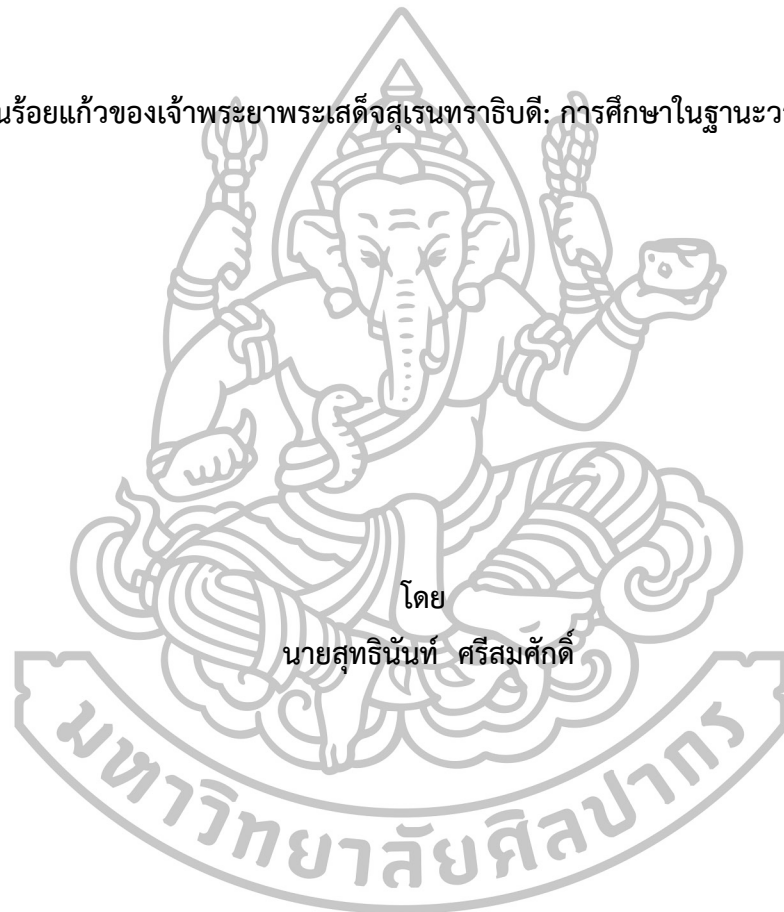 นร้อยแก้วของเจ้าพระยาพระเสด็จสุเรนทราธิบดี: การศึกษาในฐานะว
โดย
นายสุทธินันท์ ศรีสมศักดิ์
มหาวิทยาลัยศิลปากร